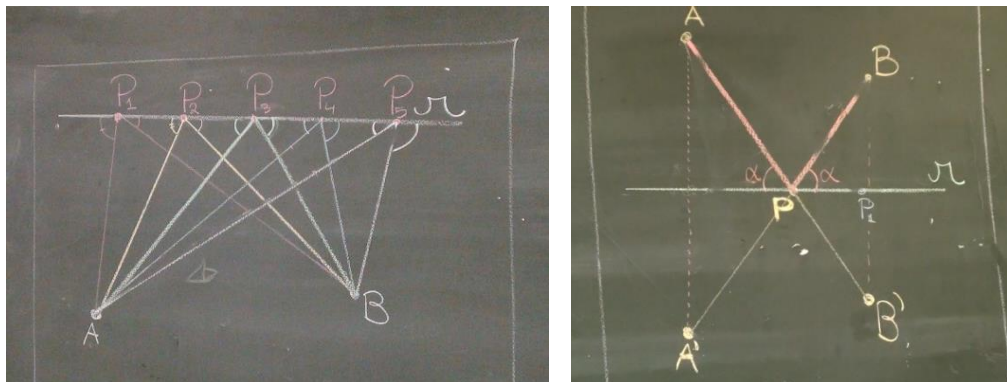 P₁ P₂ P₃ P₄ P₅ r
A B
A
B
α α r
P P₁
B'
A'